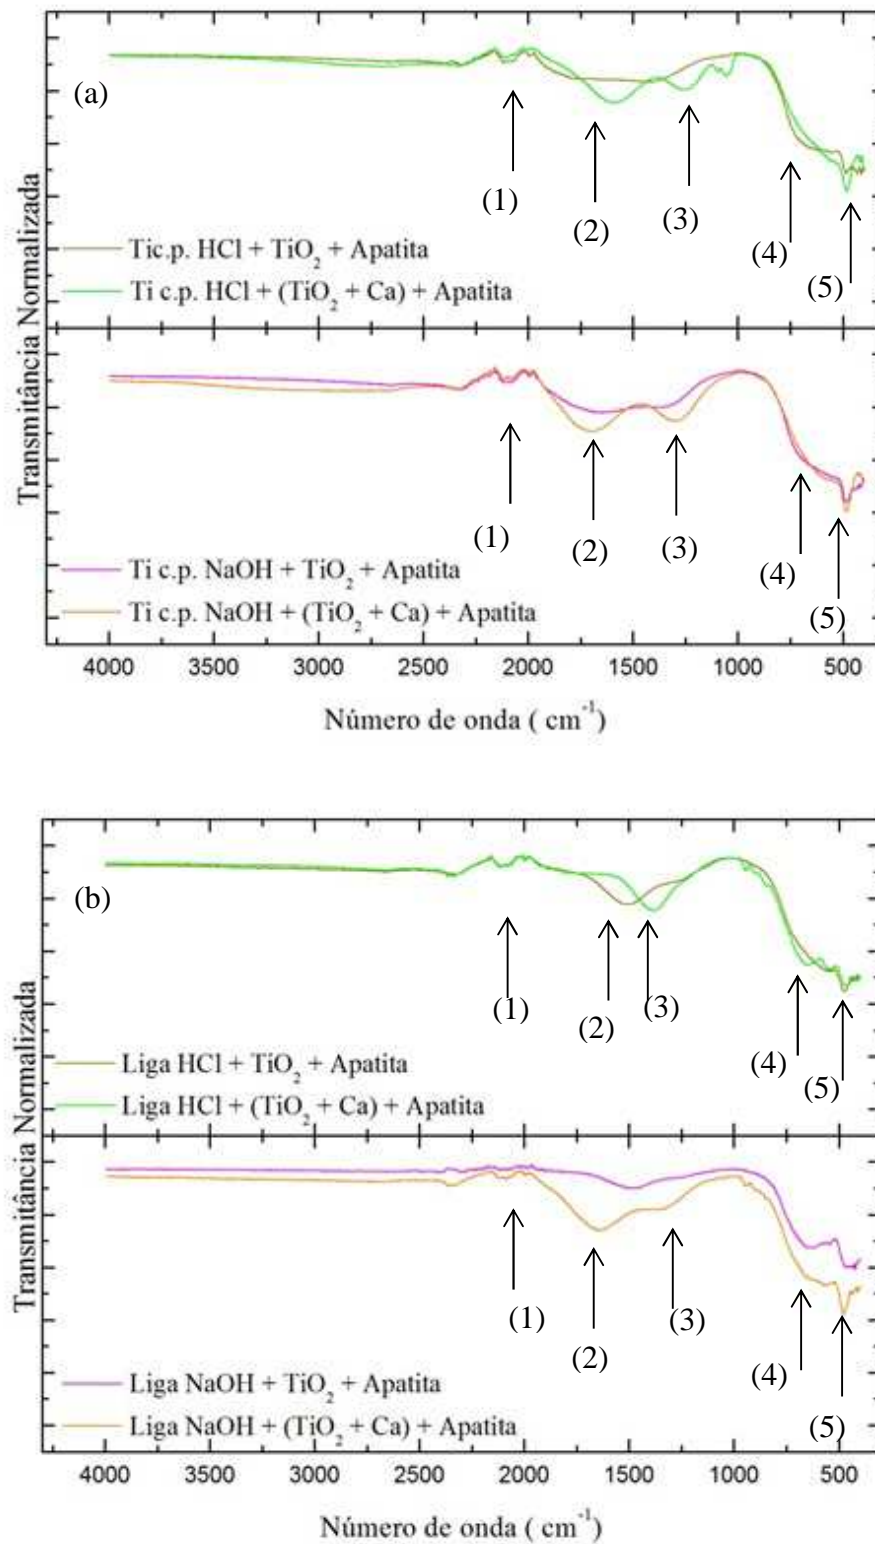 (a)
(1)
(2)
(3)
(4)
(5)
Tic.p. HCl + TiO₂ + Apatita
Ti c.p. HCl + (TiO₂ + Ca) + Apatita
Transmitância Normalizada
(1)
(2)
(3)
(4)
(5)
Ti c.p. NaOH + TiO₂ + Apatita
Ti c.p. NaOH + (TiO₂ + Ca) + Apatita
4000 3500 3000 2500 2000 1500 1000 500
Número de onda ( cm⁻¹)
(b)
(1)
(2)
(3)
(4)
(5)
Liga HCl + TiO₂ + Apatita
Liga HCl + (TiO₂ + Ca) + Apatita
Transmitância Normalizada
(1)
(2)
(3)
(4)
(5)
Liga NaOH + TiO₂ + Apatita
Liga NaOH + (TiO₂ + Ca) + Apatita
4000 3500 3000 2500 2000 1500 1000 500
Número de onda ( cm⁻¹)